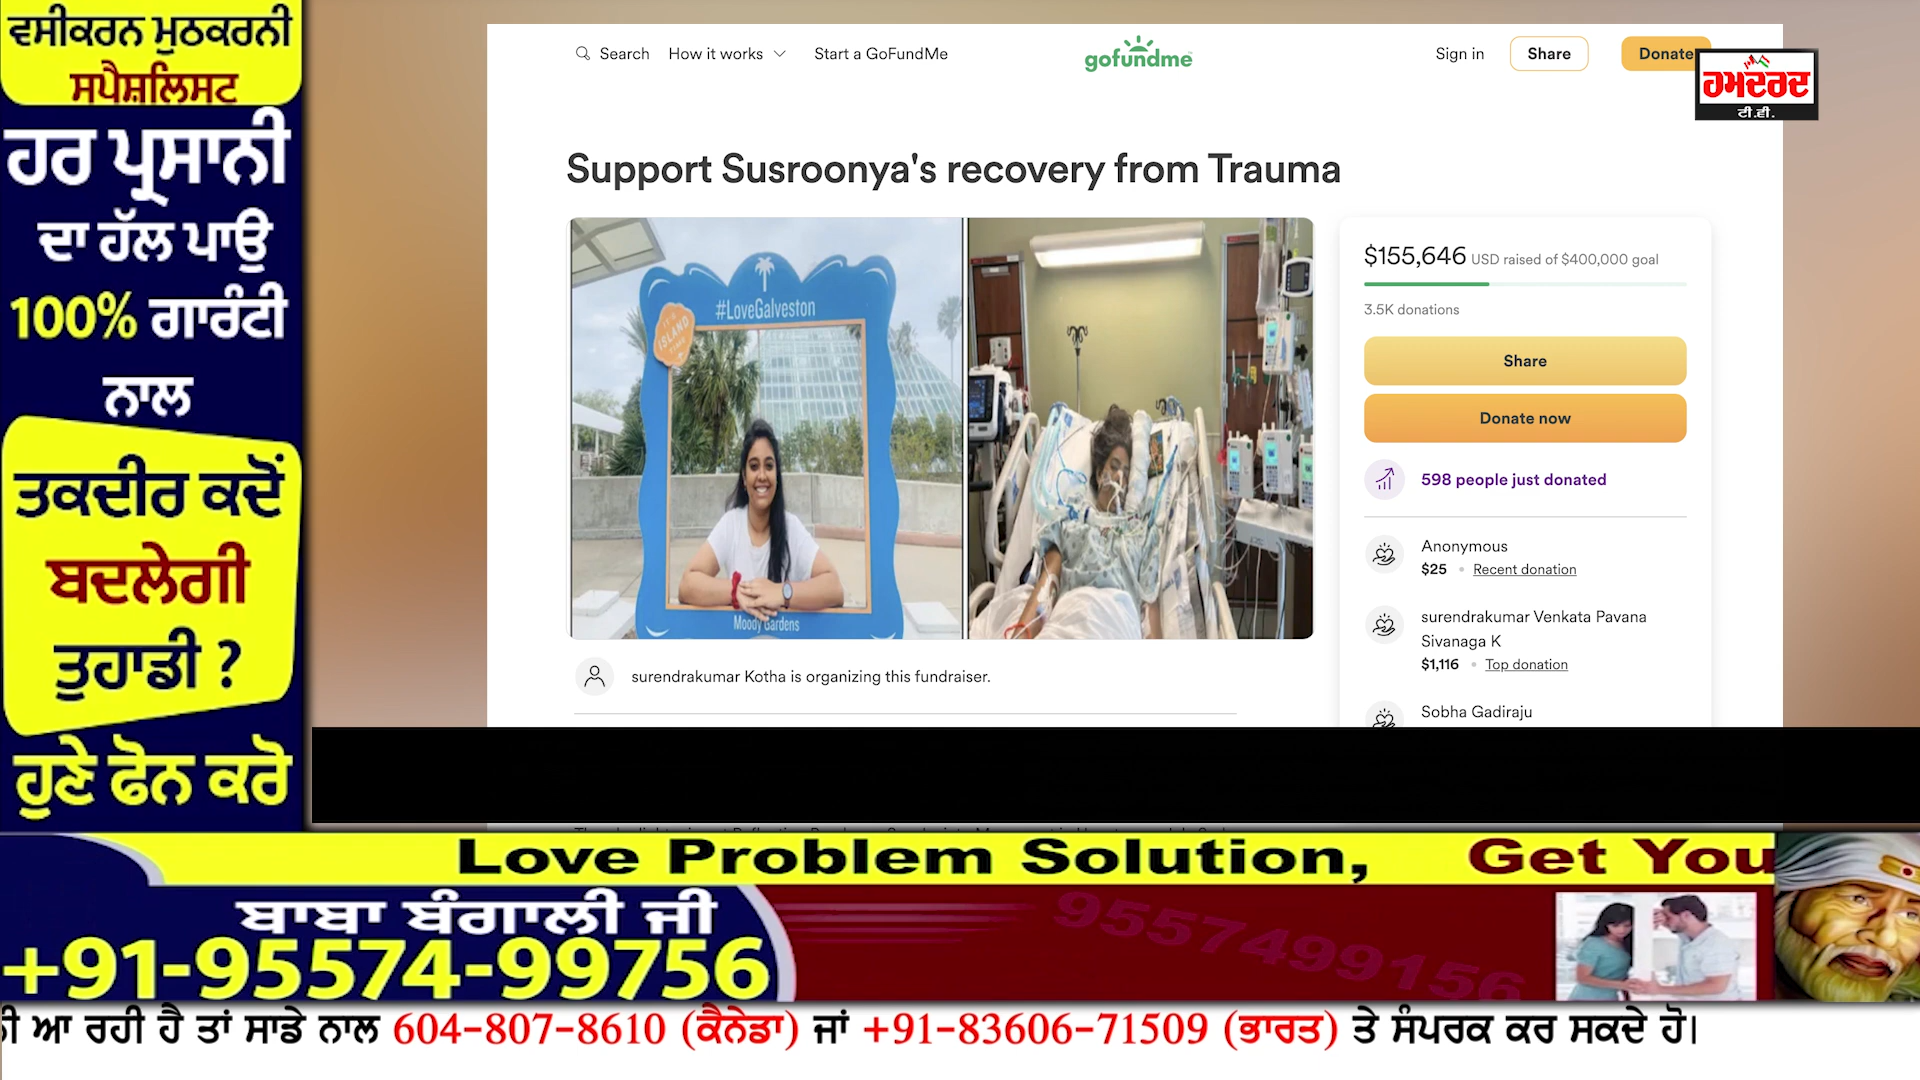 ਵਸੀਕਰਨ ਮੁਠਕਰਨੀ
ਸਪੈਸ਼ਲਿਸਟ
ਹਰ ਪ੍ਰਸਾਨੀ
ਦਾ ਹੱਲ ਪਾਉ
100% ਗਾਰੰਟੀ
ਨਾਲ
ਤਕਦੀਰ ਕਦੋਂ
ਬਦਲੇਗੀ
ਤੁਹਾਡੀ ?
ਹੁਣੇ ਫੋਨ ਕਰੋ
Search How it works Start a GoFundMe
gofundme
Sign in Share Donate
ਹਮਦਰਦ
ਟੀ.ਵੀ.
Support Susroonya's recovery from Trauma
#LoveGalveston
IT'S
ISLAND
TIME
Moody Gardens
$155,646 USD raised of $400,000 goal
3.5K donations
Share
Donate now
598 people just donated
Anonymous
$25 • Recent donation
surendrakumar Venkata Pavana
Sivanaga K
$1,116 • Top donation
Sobha Gadiraju
surendrakumar Kotha is organizing this fundraiser.
Love Problem Solution, Get You
ਬਾਬਾ ਬੰਗਾਲੀ ਜੀ
+91-95574-99756
9557499156
ਆ ਰਹੀ ਹੈ ਤਾਂ ਸਾਡੇ ਨਾਲ 604-807-8610 (ਕੈਨੇਡਾ) ਜਾਂ +91-83606-71509 (ਭਾਰਤ) ਤੇ ਸੰਪਰਕ ਕਰ ਸਕਦੇ ਹੋ।